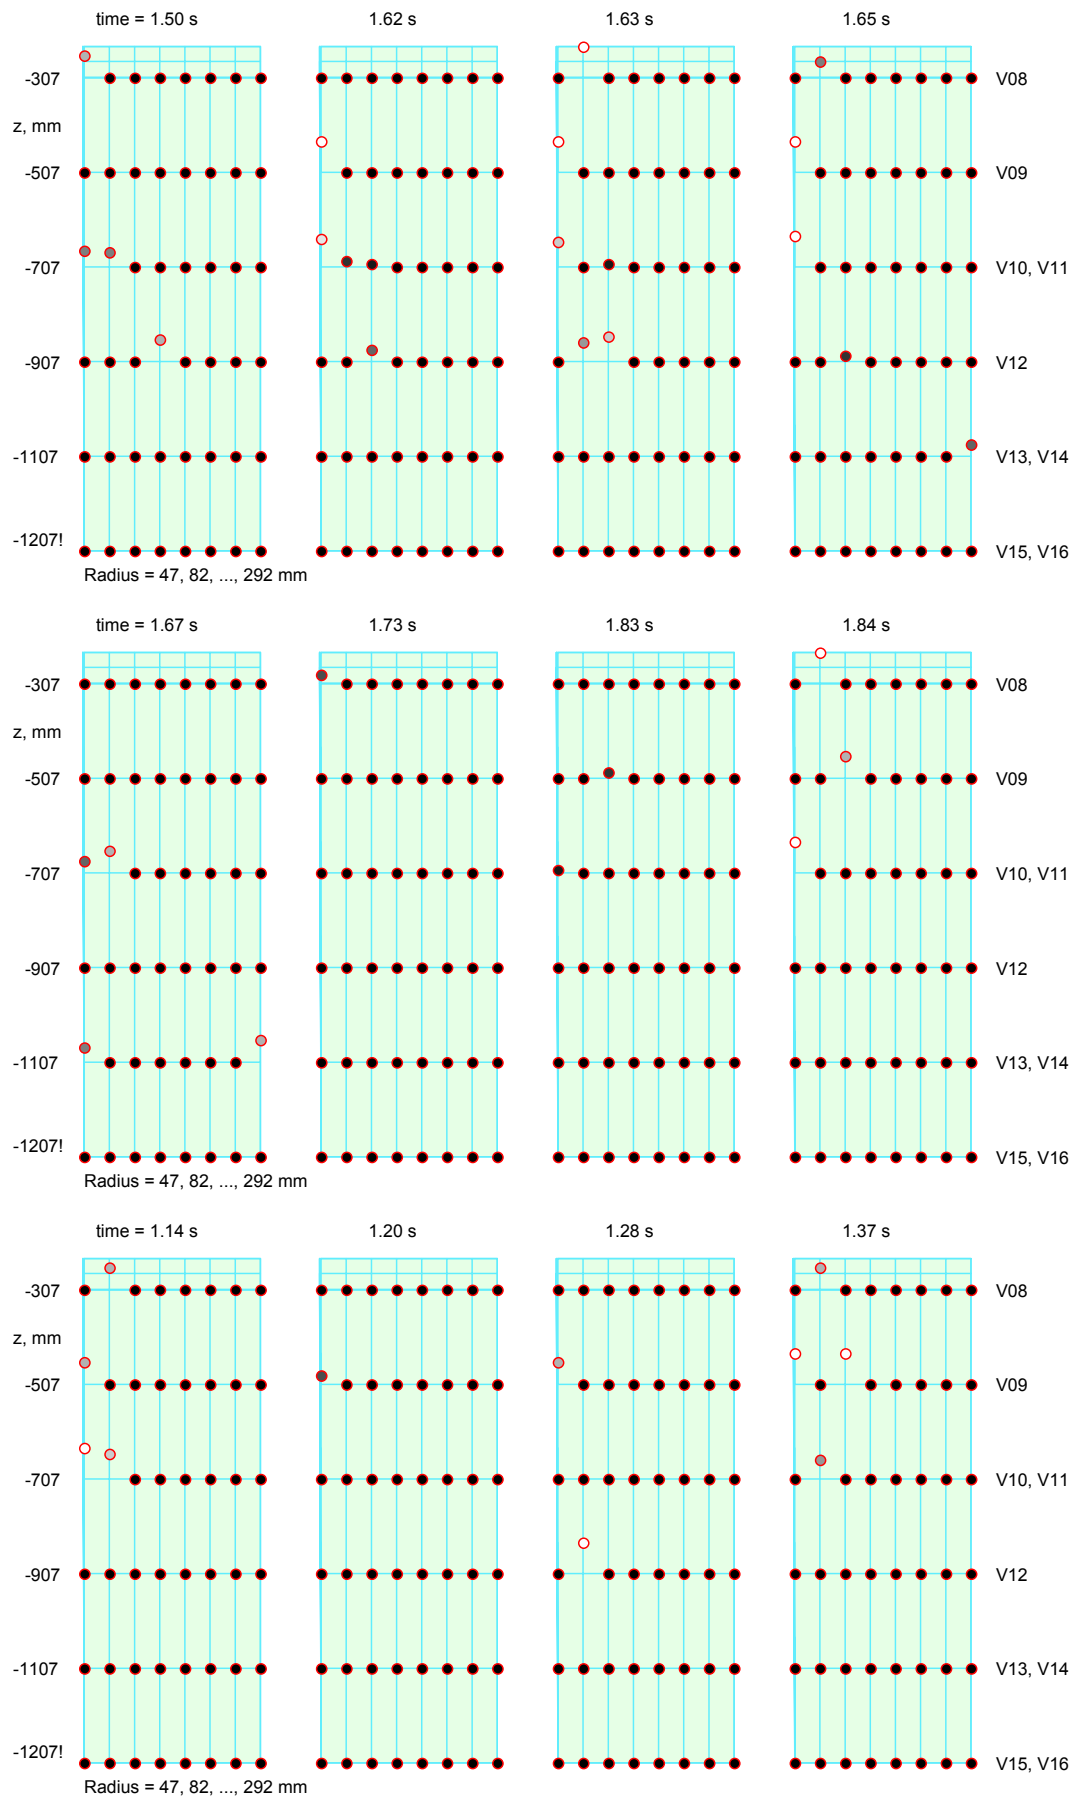 time = 1.50 s 1.62 s 1.63 s 1.65 s
-307 V08
z, mm
-507 V09
-707 V10, V11
-907 V12
-1107 V13, V14
-1207! V15, V16
Radius = 47, 82, ..., 292 mm
time = 1.67 s 1.73 s 1.83 s 1.84 s
-307 V08
z, mm
-507 V09
-707 V10, V11
-907 V12
-1107 V13, V14
-1207! V15, V16
Radius = 47, 82, ..., 292 mm
time = 1.14 s 1.20 s 1.28 s 1.37 s
-307 V08
z, mm
-507 V09
-707 V10, V11
-907 V12
-1107 V13, V14
-1207! V15, V16
Radius = 47, 82, ..., 292 mm